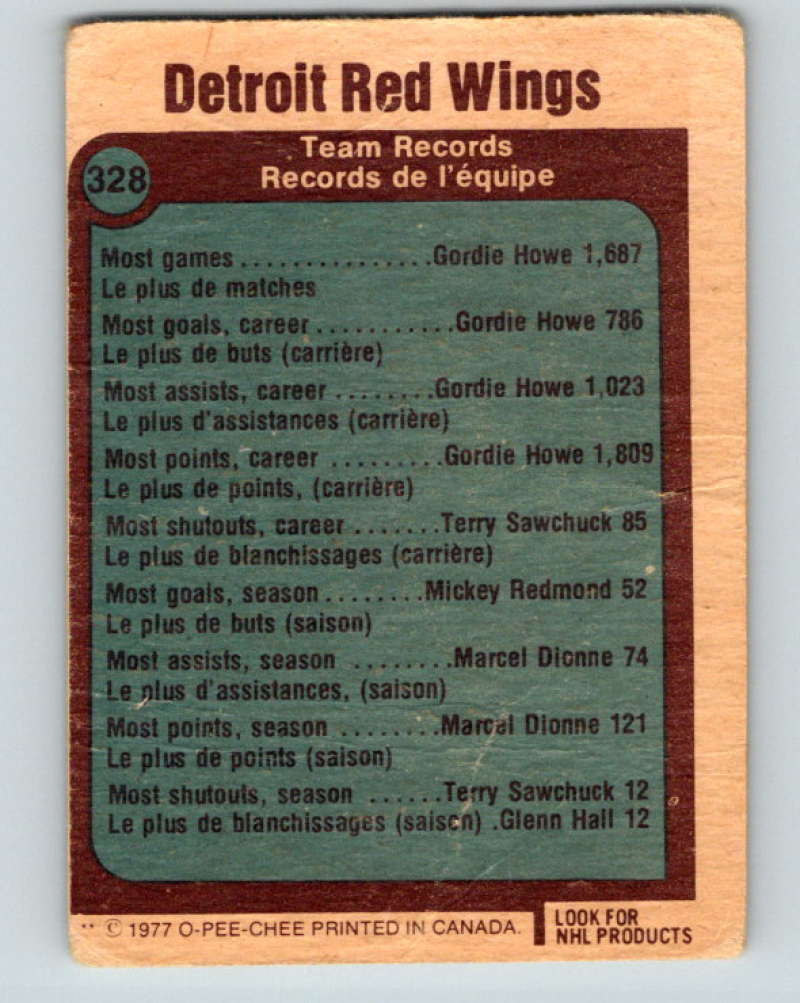 Detroit Red Wings
Team Records
Records de l'équipe
328
Most games ............... Gordie Howe 1,687
Le plus de matches
Most goals, career ........... Gordie Howe 786
Le plus de buts (carrière)
Most assists, career ........ Gordie Howe 1,023
Le plus d'assistances (carrière)
Most points, career ......... Gordie Howe 1,809
Le plus de points, (carrière)
Most shutouts, career ....... Terry Sawchuck 85
Le plus de blanchissages (carrière)
Most goals, season ........ Mickey Redmond 52
Le plus de buts (saison)
Most assists, season ........ Marcel Dionne 74
Le plus d'assistances, (saison)
Most points, season ........ Marcel Dionne 121
Le plus de points (saison)
Most shutouts, season ...... Terry Sawchuck 12
Le plus de blanchissages (saison) .Glenn Hall 12
** © 1977 O-PEE-CHEE PRINTED IN CANADA.
LOOK FOR
NHL PRODUCTS